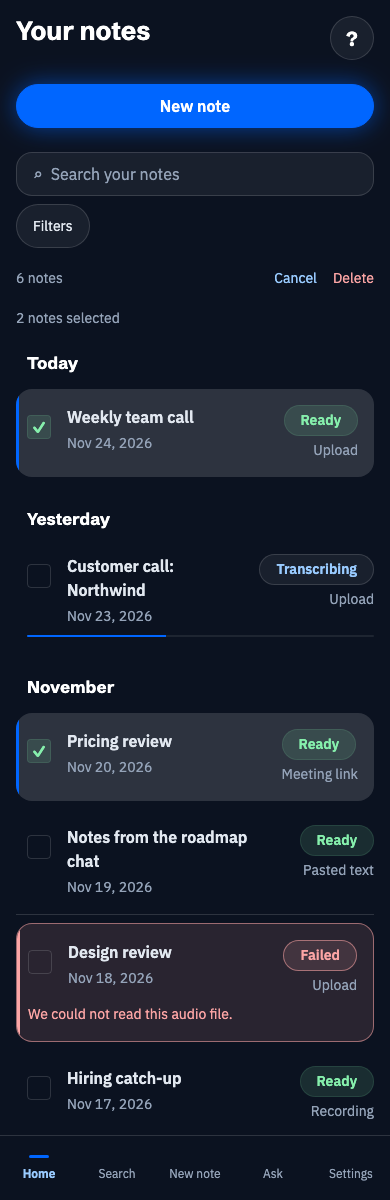 Your notes
?
New note
Search your notes
Filters
6 notes
Cancel
Delete
2 notes selected
Today
Weekly team call
Ready
Nov 24, 2026
Upload
Yesterday
Customer call:
Northwind
Transcribing
Nov 23, 2026
Upload
November
Pricing review
Ready
Nov 20, 2026
Meeting link
Notes from the roadmap
chat
Ready
Nov 19, 2026
Pasted text
Design review
Failed
Nov 18, 2026
Upload
We could not read this audio file.
Hiring catch-up
Ready
Nov 17, 2026
Recording
Home
Search
New note
Ask
Settings